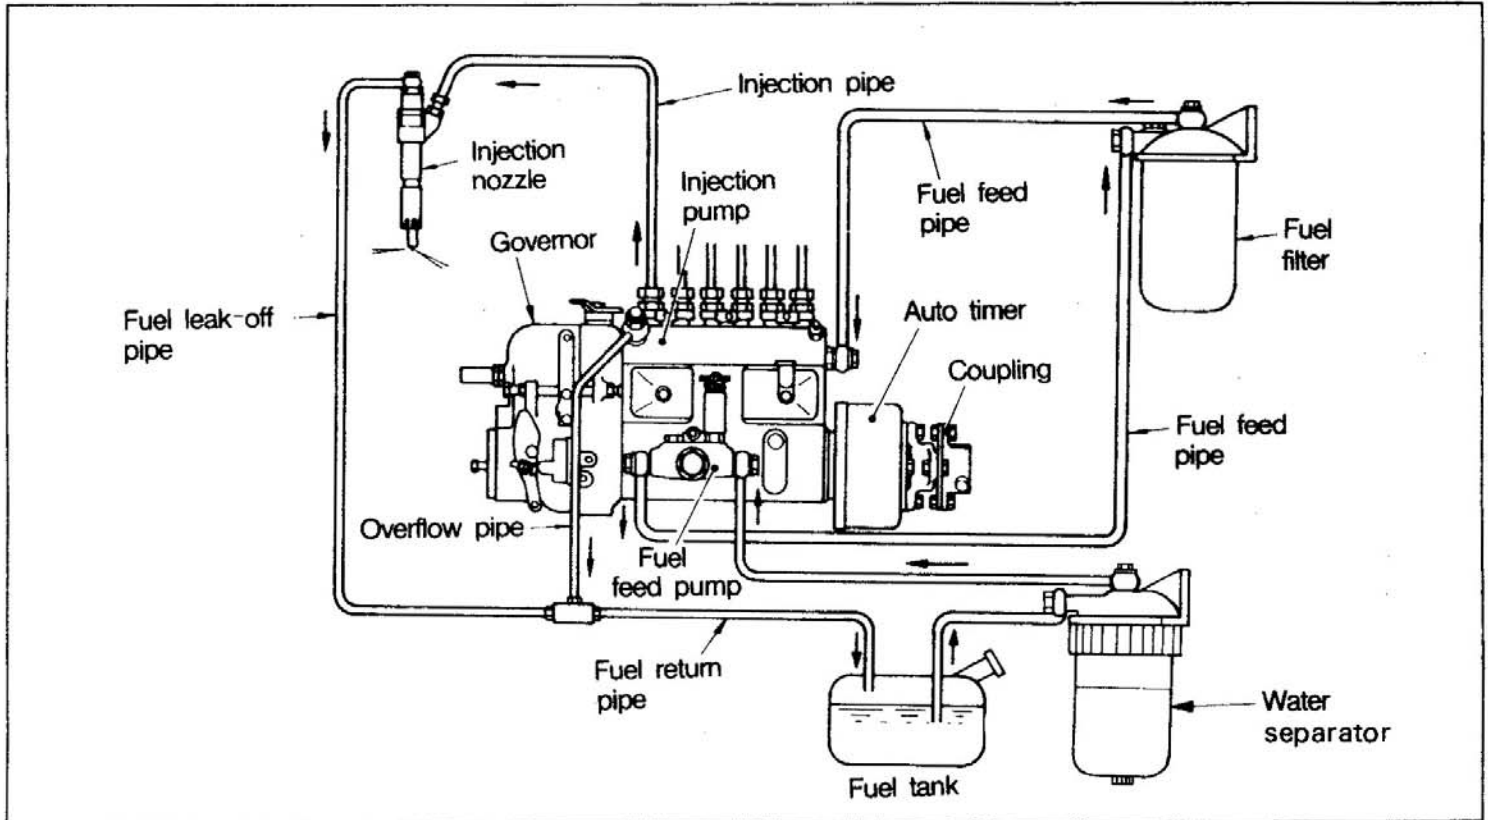 Injection pipe
Injection
nozzle
Injection
pump
Fuel feed
pipe
Fuel
filter
Governor
Fuel leak-off
pipe
Auto timer
Coupling
Fuel feed
pipe
Overflow pipe
Fuel
feed pump
Fuel return
pipe
Water
separator
Fuel tank